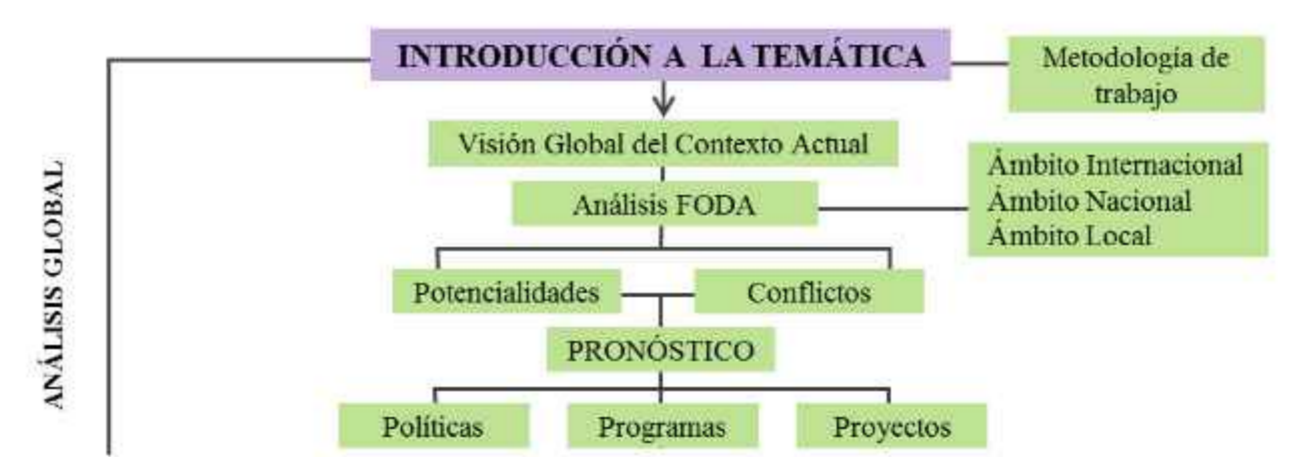 INTRODUCCIÓN A LA TEMÁTICA
Metodología de
trabajo
Visión Global del Contexto Actual
Análisis FODA
Ámbito Internacional
Ámbito Nacional
Ámbito Local
Potencialidades
Conflictos
PRONÓSTICO
Políticas
Programas
Proyectos
ANÁLISIS GLOBAL